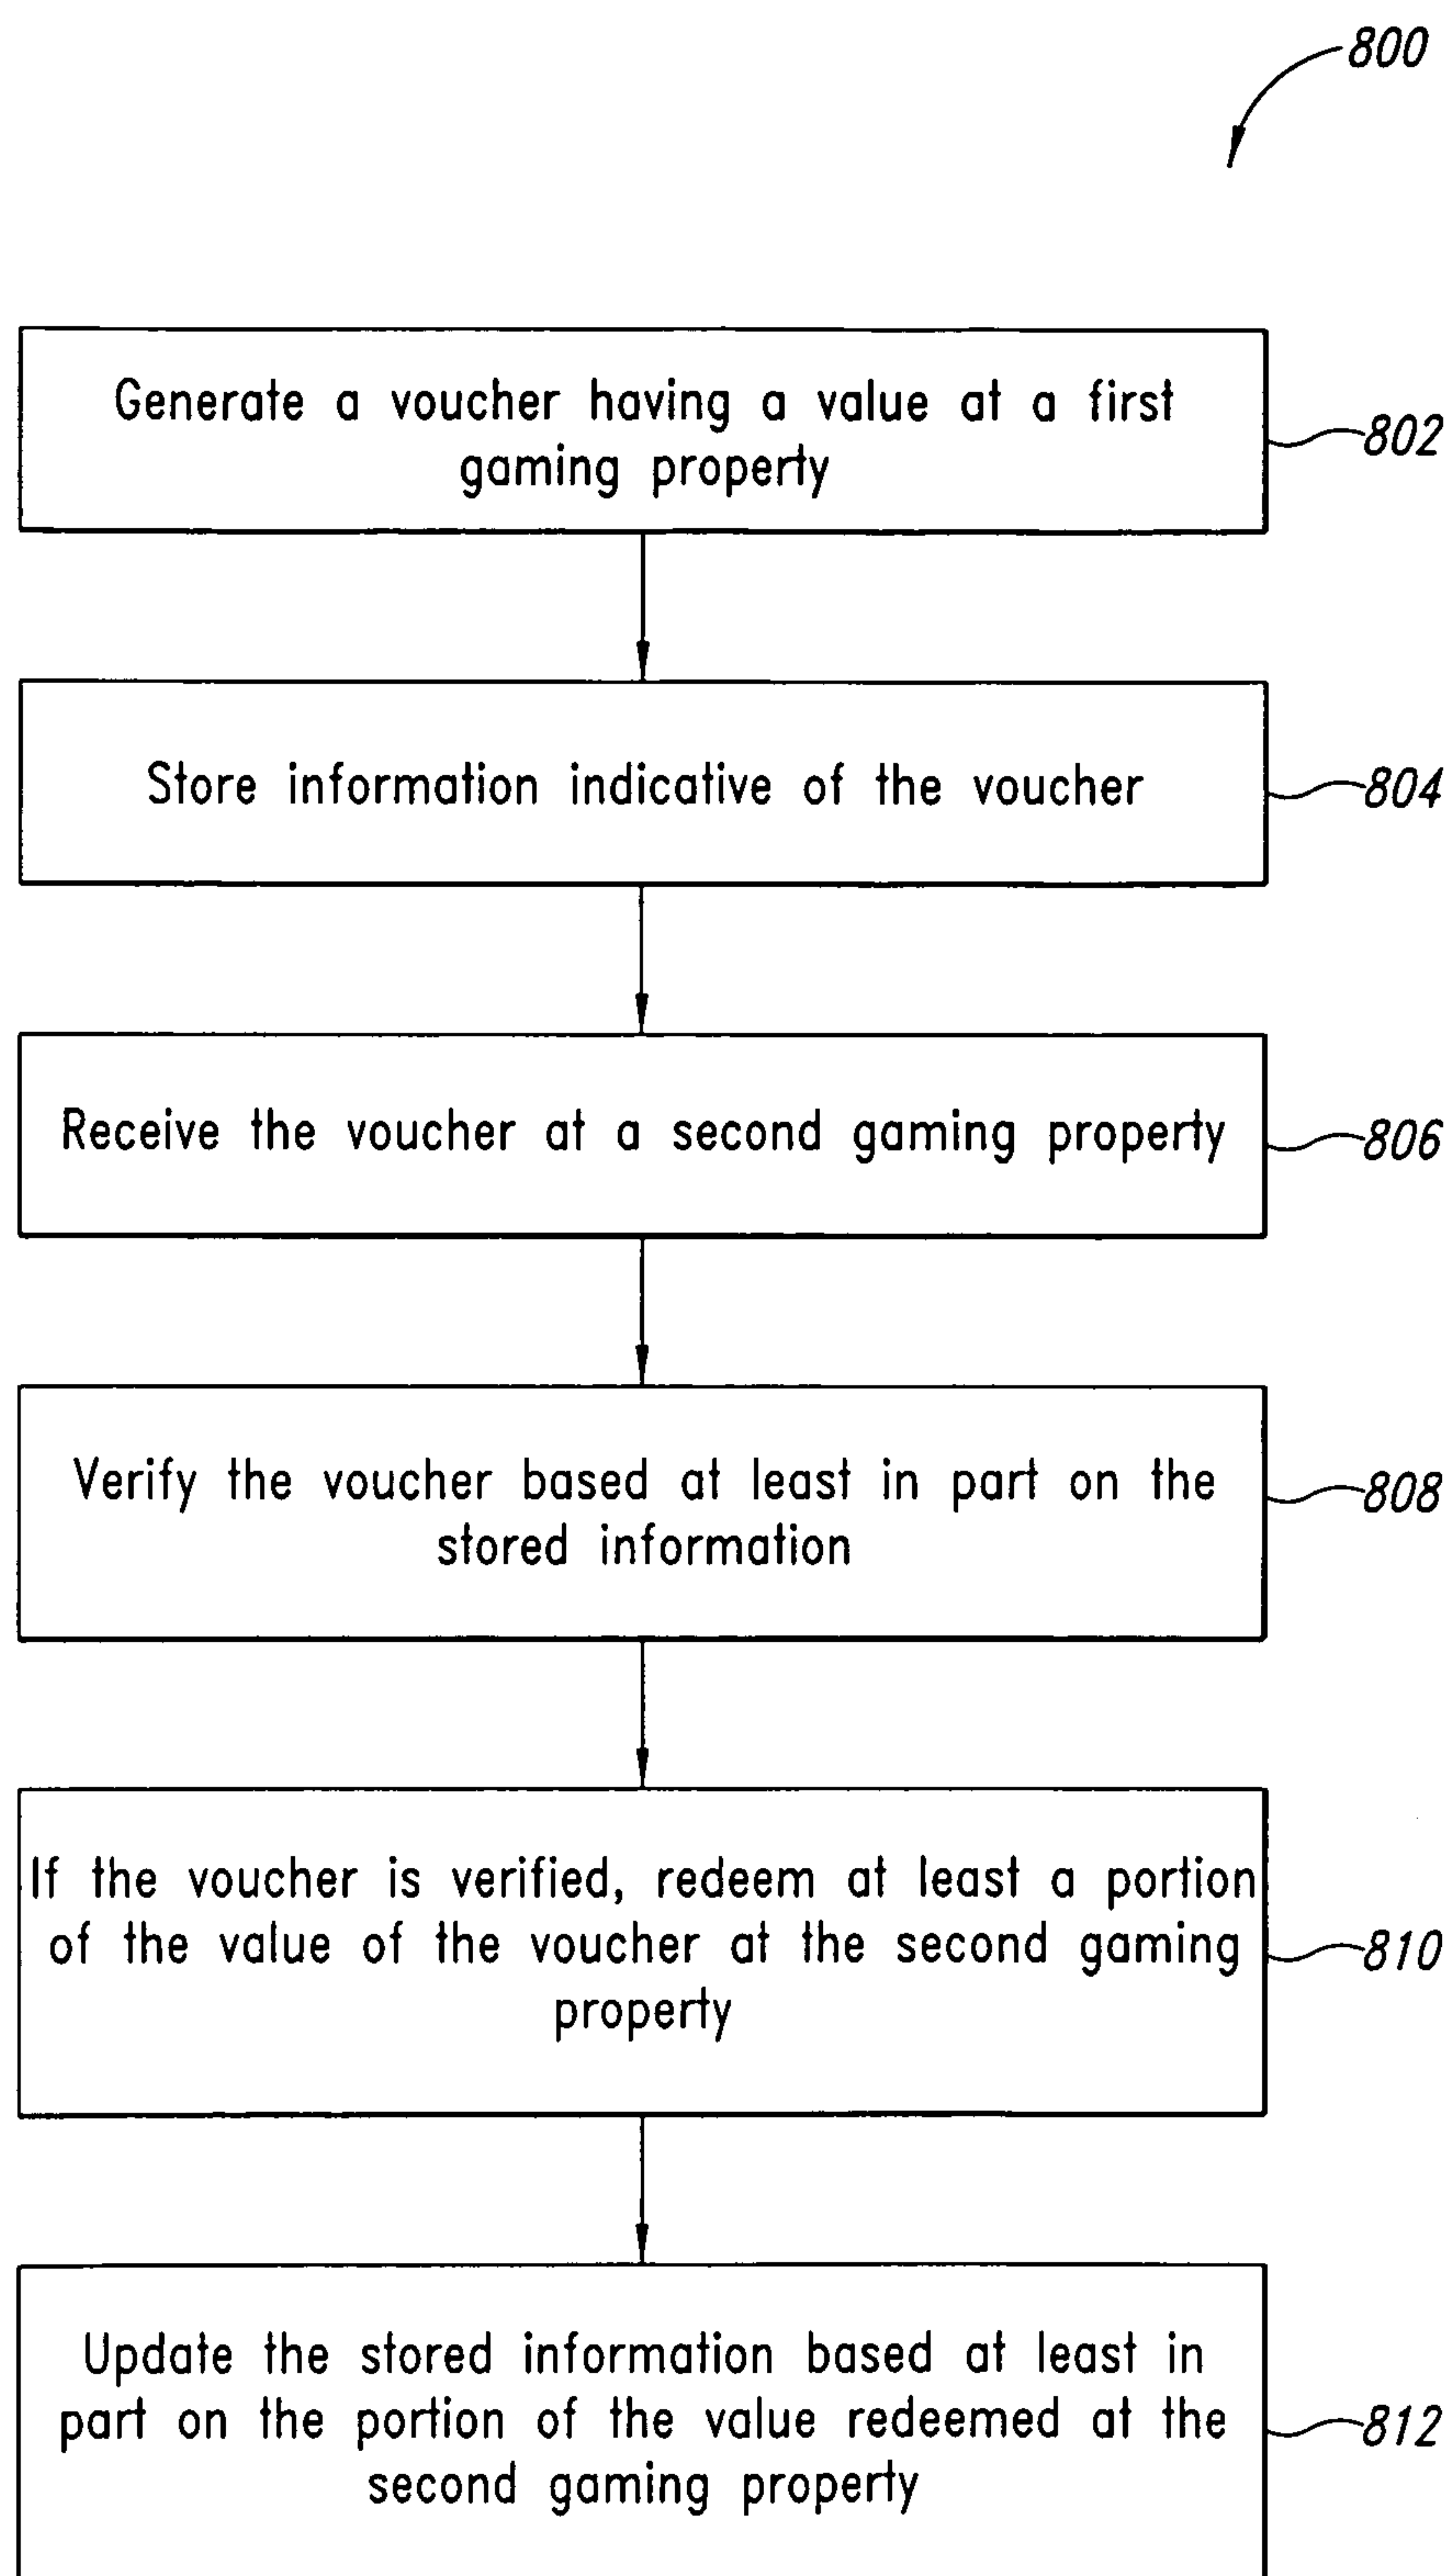 800
Generate a voucher having a value at a first
gaming property
802
Store information indicative of the voucher
804
Receive the voucher at a second gaming property
806
Verify the voucher based at least in part on the
stored information
808
If the voucher is verified, redeem at least a portion
of the value of the voucher at the second gaming
property
810
Update the stored information based at least in
part on the portion of the value redeemed at the
second gaming property
812